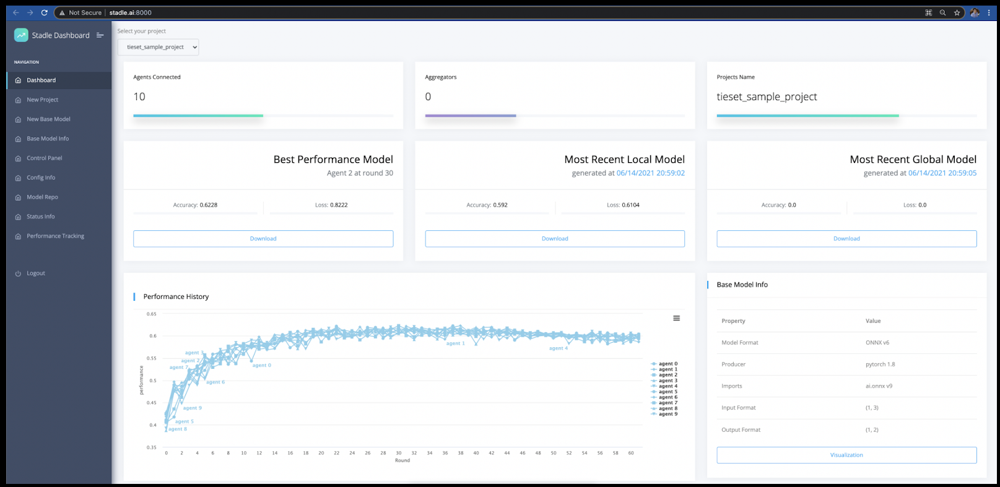 Not Secure | stadle.ai:8000
Stadle Dashboard
NAVIGATION
Dashboard
New Project
New Base Model
Base Model Info
Control Panel
Config Info
Model Repo
Status Info
Performance Tracking
Logout
Select your project
tieset_sample_project
Agents Connected
10
Aggregators
0
Projects Name
tieset_sample_project
Best Performance Model
Agent 2 at round 30
Accuracy: 0.6228 Loss: 0.8222
Download
Most Recent Local Model
generated at 06/14/2021 20:59:02
Accuracy: 0.592 Loss: 0.6104
Download
Most Recent Global Model
generated at 06/14/2021 20:59:05
Accuracy: 0.0 Loss: 0.0
Download
Performance History
0.65
0.6
0.55
0.5
0.45
0.4
0.35
performance
agent 3
agent 2
agent 7
agent 0
agent 6
agent 9
agent 5
agent 8
agent 1
agent 4
0 2 4 6 8 10 12 14 16 18 20 22 24 26 28 30 32 34 36 38 40 42 44 46 48 50 52 54 56 58 60
Round
agent 0
agent 1
agent 2
agent 3
agent 4
agent 5
agent 6
agent 7
agent 8
agent 9
Base Model Info
Property Value
Model Format ONNX v6
Producer pytorch 1.8
Imports ai.onnx v9
Input Format (1, 3)
Output Format (1, 2)
Visualization